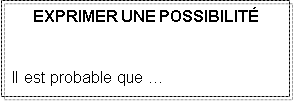 EXPRIMER UNE POSSIBILITÉ
Il est probable que …